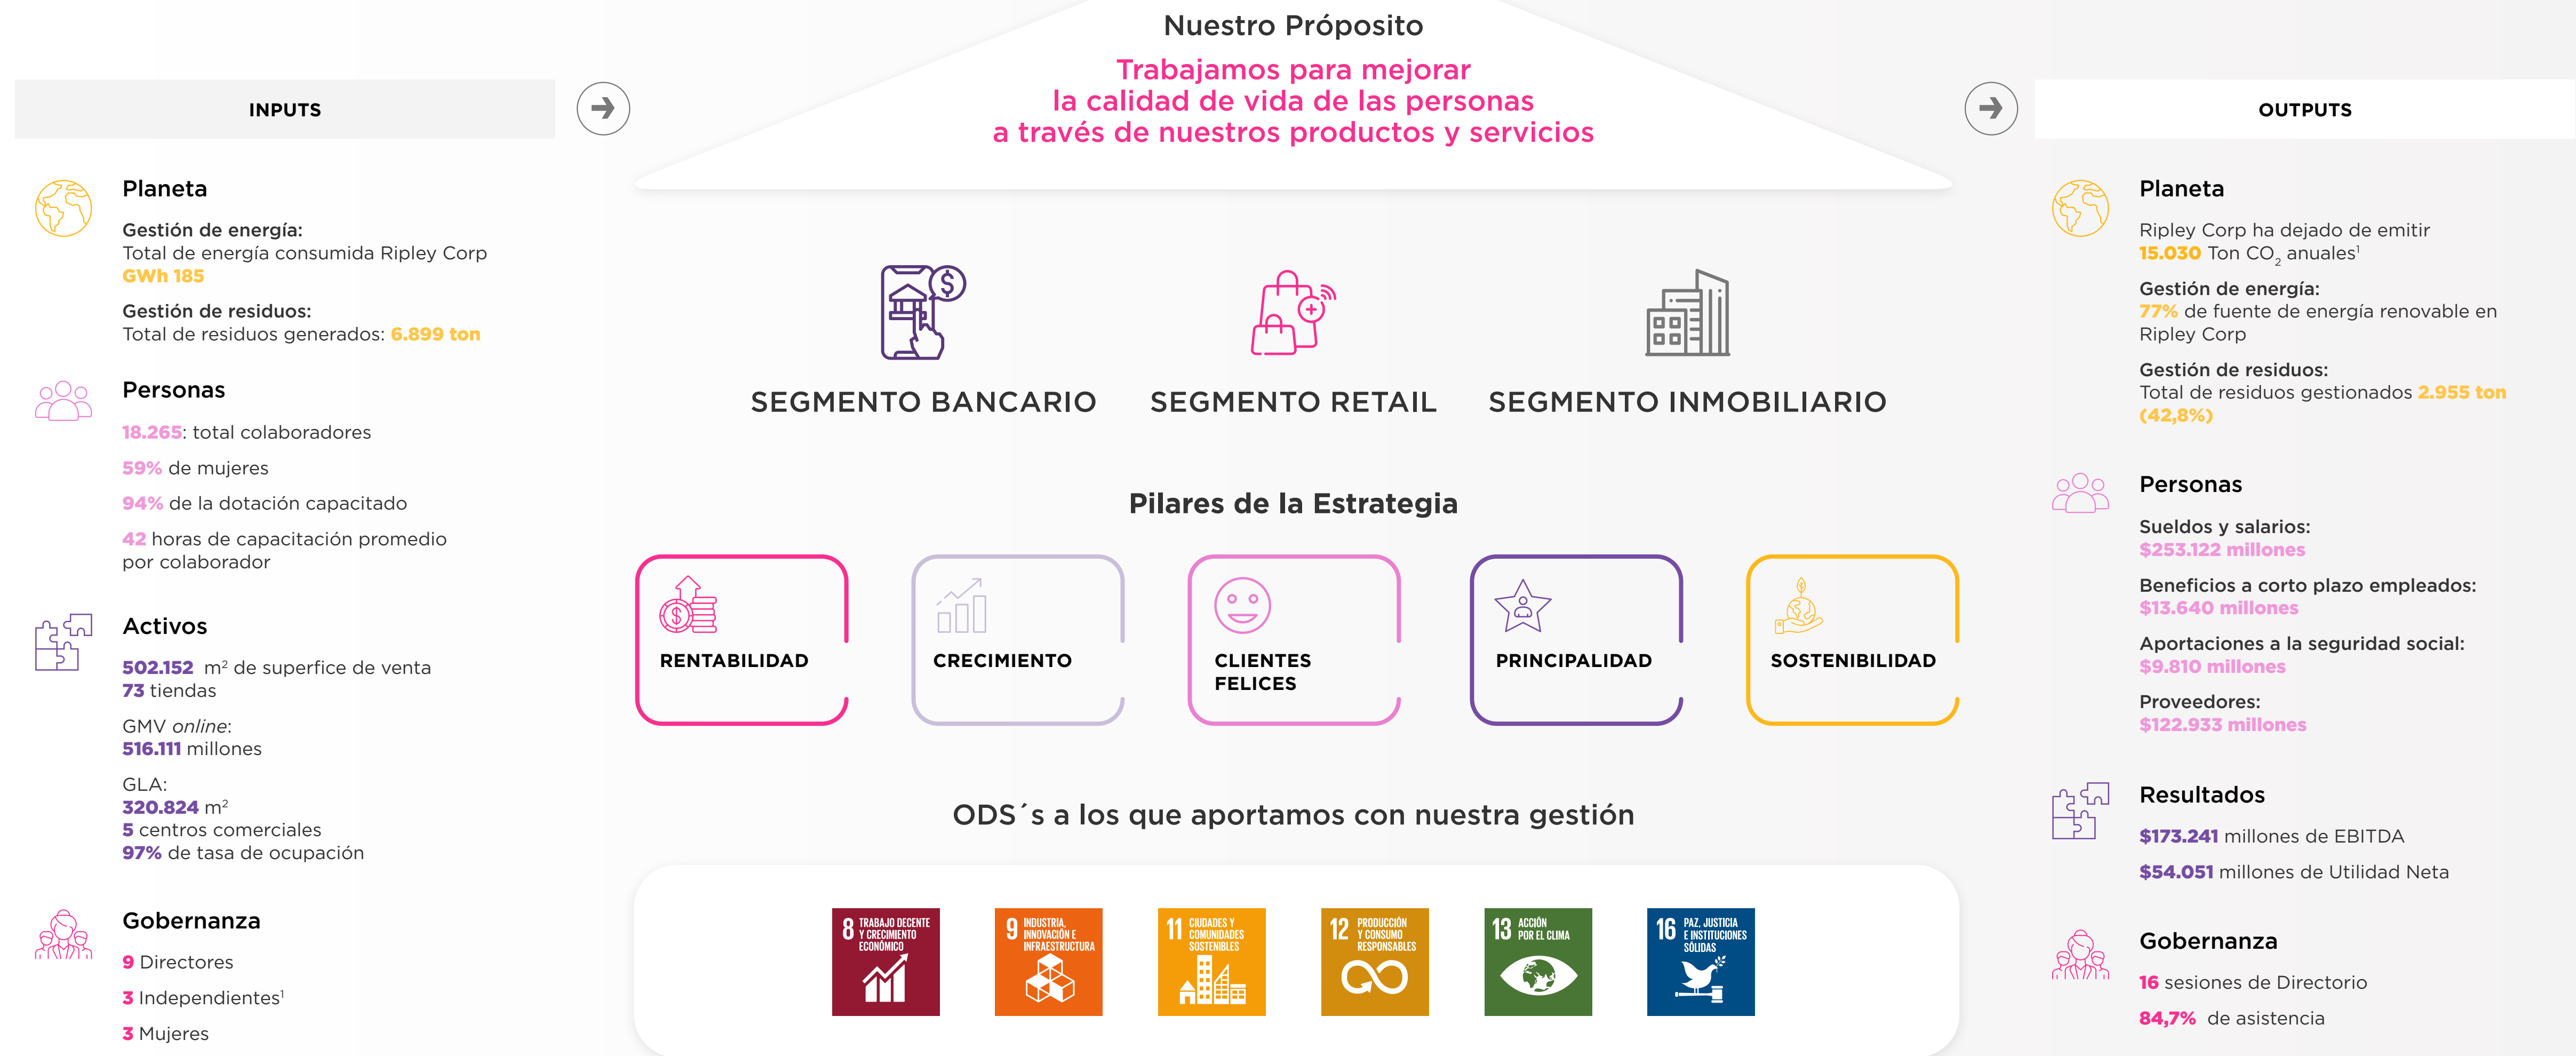 INPUTS
Planeta
Gestión de energía:
Total de energía consumida Ripley Corp
GWh 185
Gestión de residuos:
Total de residuos generados: 6.899 ton
Personas
18.265: total colaboradores
59% de mujeres
94% de la dotación capacitado
42 horas de capacitación promedio
por colaborador
Activos
502.152 m² de superfice de venta
73 tiendas
GMV online:
516.111 millones
GLA:
320.824 m²
5 centros comerciales
97% de tasa de ocupación
Gobernanza
9 Directores
3 Independientes¹
3 Mujeres
Nuestro Próposito
Trabajamos para mejorar
la calidad de vida de las personas
a través de nuestros productos y servicios
SEGMENTO BANCARIO
SEGMENTO RETAIL
SEGMENTO INMOBILIARIO
Pilares de la Estrategia
RENTABILIDAD
CRECIMIENTO
CLIENTES
FELICES
PRINCIPALIDAD
SOSTENIBILIDAD
ODS´s a los que aportamos con nuestra gestión
8 TRABAJO DECENTE
Y CRECIMIENTO
ECONÓMICO
9 INDUSTRIA,
INNOVACIÓN E
INFRAESTRUCTURA
11 CIUDADES Y
COMUNIDADES
SOSTENIBLES
12 PRODUCCIÓN
Y CONSUMO
RESPONSABLES
13 ACCIÓN
POR EL CLIMA
16 PAZ, JUSTICIA
E INSTITUCIONES
SÓLIDAS
OUTPUTS
Planeta
Ripley Corp ha dejado de emitir
15.030 Ton CO₂ anuales¹
Gestión de energía:
77% de fuente de energía renovable en
Ripley Corp
Gestión de residuos:
Total de residuos gestionados 2.955 ton
(42,8%)
Personas
Sueldos y salarios:
$253.122 millones
Beneficios a corto plazo empleados:
$13.640 millones
Aportaciones a la seguridad social:
$9.810 millones
Proveedores:
$122.933 millones
Resultados
$173.241 millones de EBITDA
$54.051 millones de Utilidad Neta
Gobernanza
16 sesiones de Directorio
84,7% de asistencia